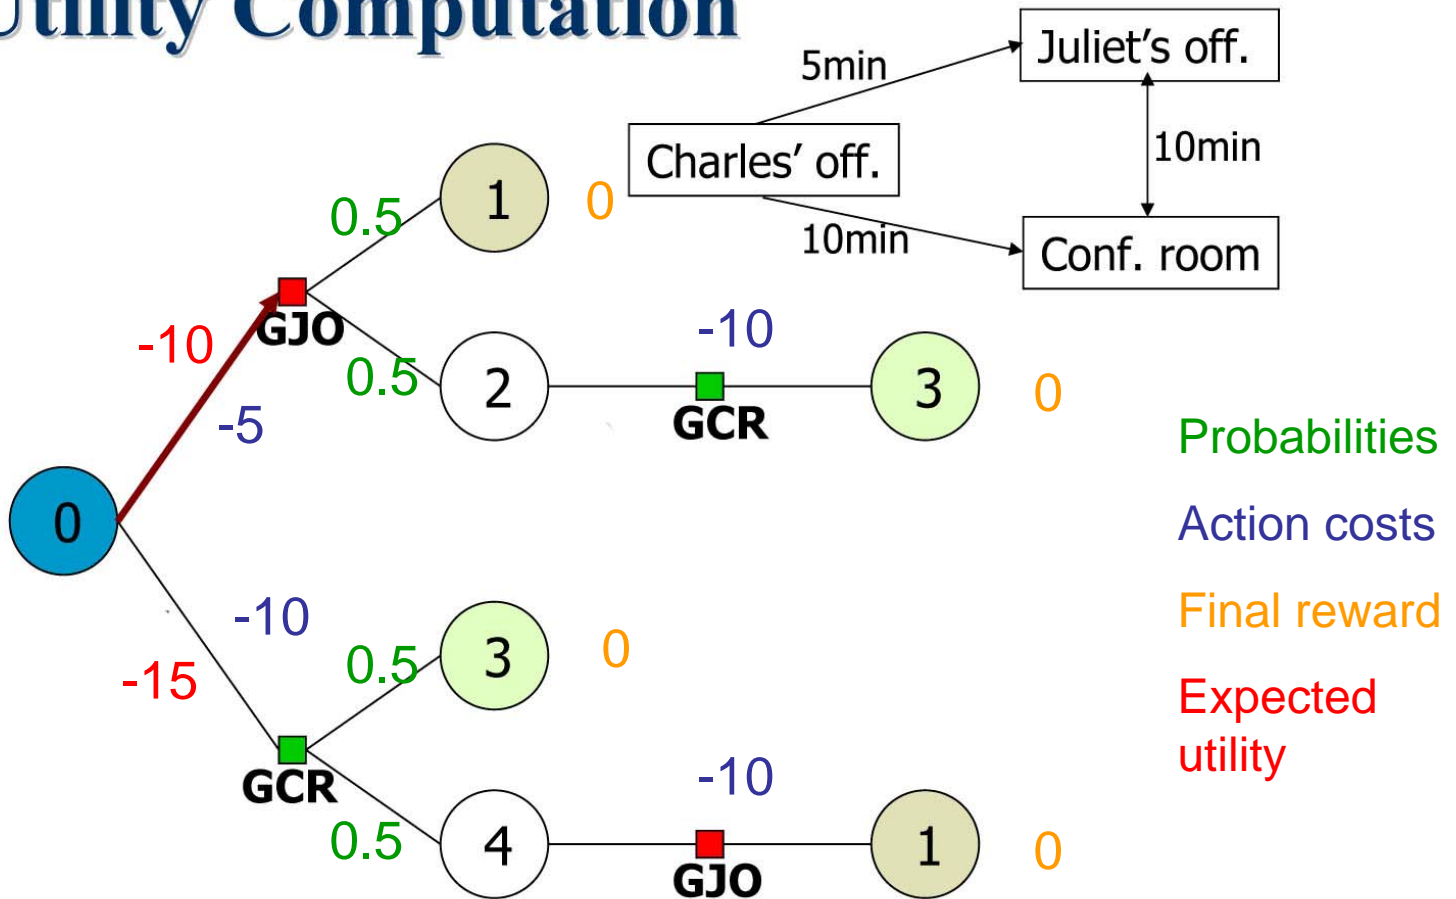 Utility Computation
Juliet's off.
5min
Charles' off.
10min
10min
Conf. room
1
0
0.5
GJO
-10
-5
0.5
2
-10
GCR
3
0
0
-10
-15
GCR
0.5
3
0
0.5
4
-10
GJO
1
0
Probabilities
Action costs
Final reward
Expected
utility